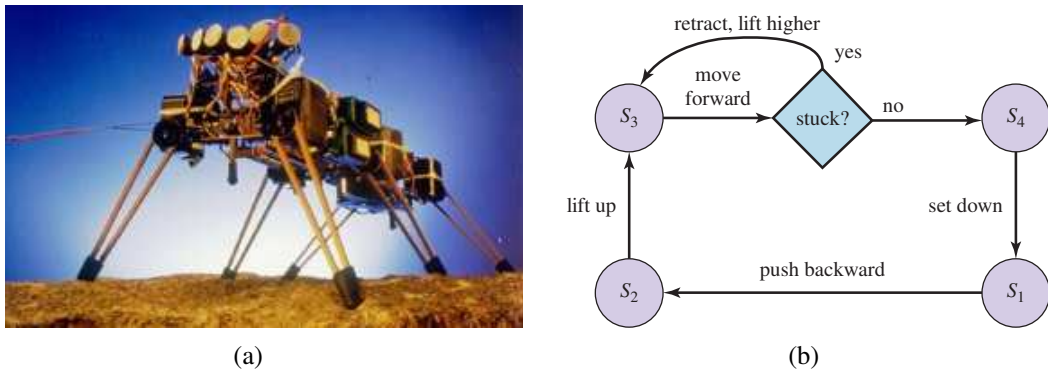 retract, lift higher
yes
move
forward
S3
stuck?
no
S4
lift up
set down
push backward
S2
S1
(a)
(b)